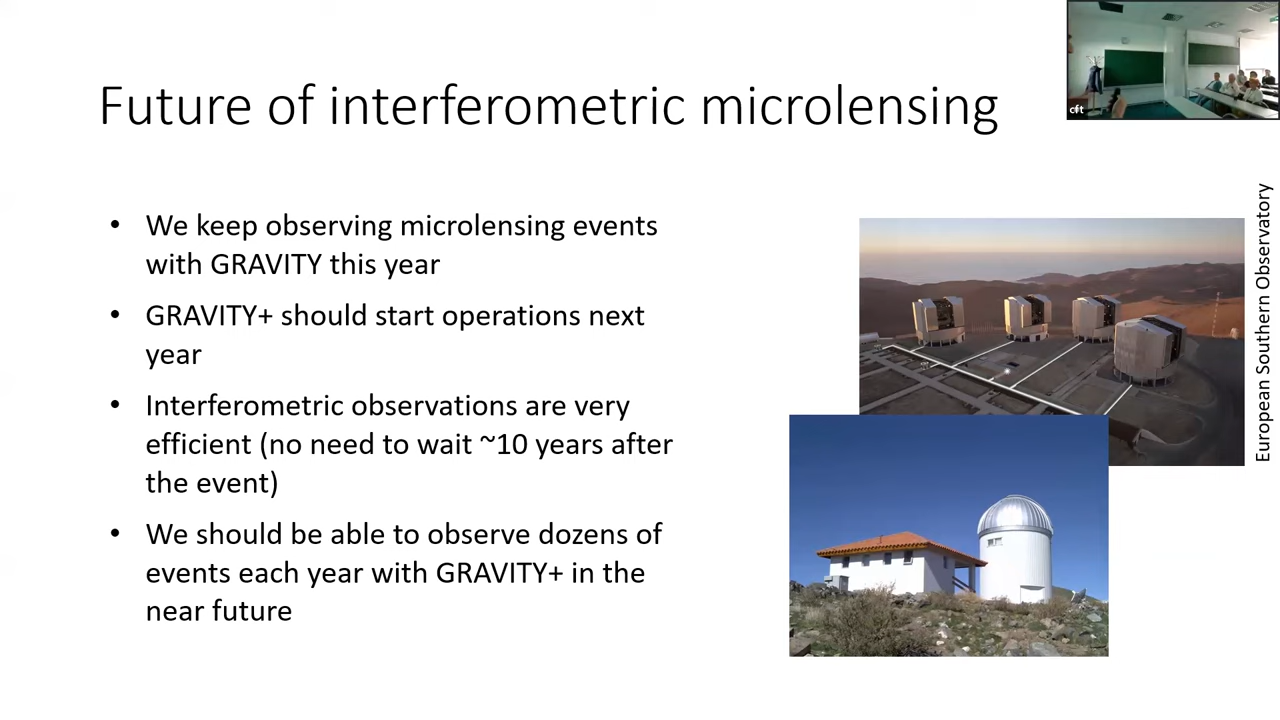 Future of interferometric microlensing
cft
• We keep observing microlensing events
with GRAVITY this year
• GRAVITY+ should start operations next
year
• Interferometric observations are very
efficient (no need to wait ~10 years after
the event)
• We should be able to observe dozens of
events each year with GRAVITY+ in the
near future
European Southern Observatory